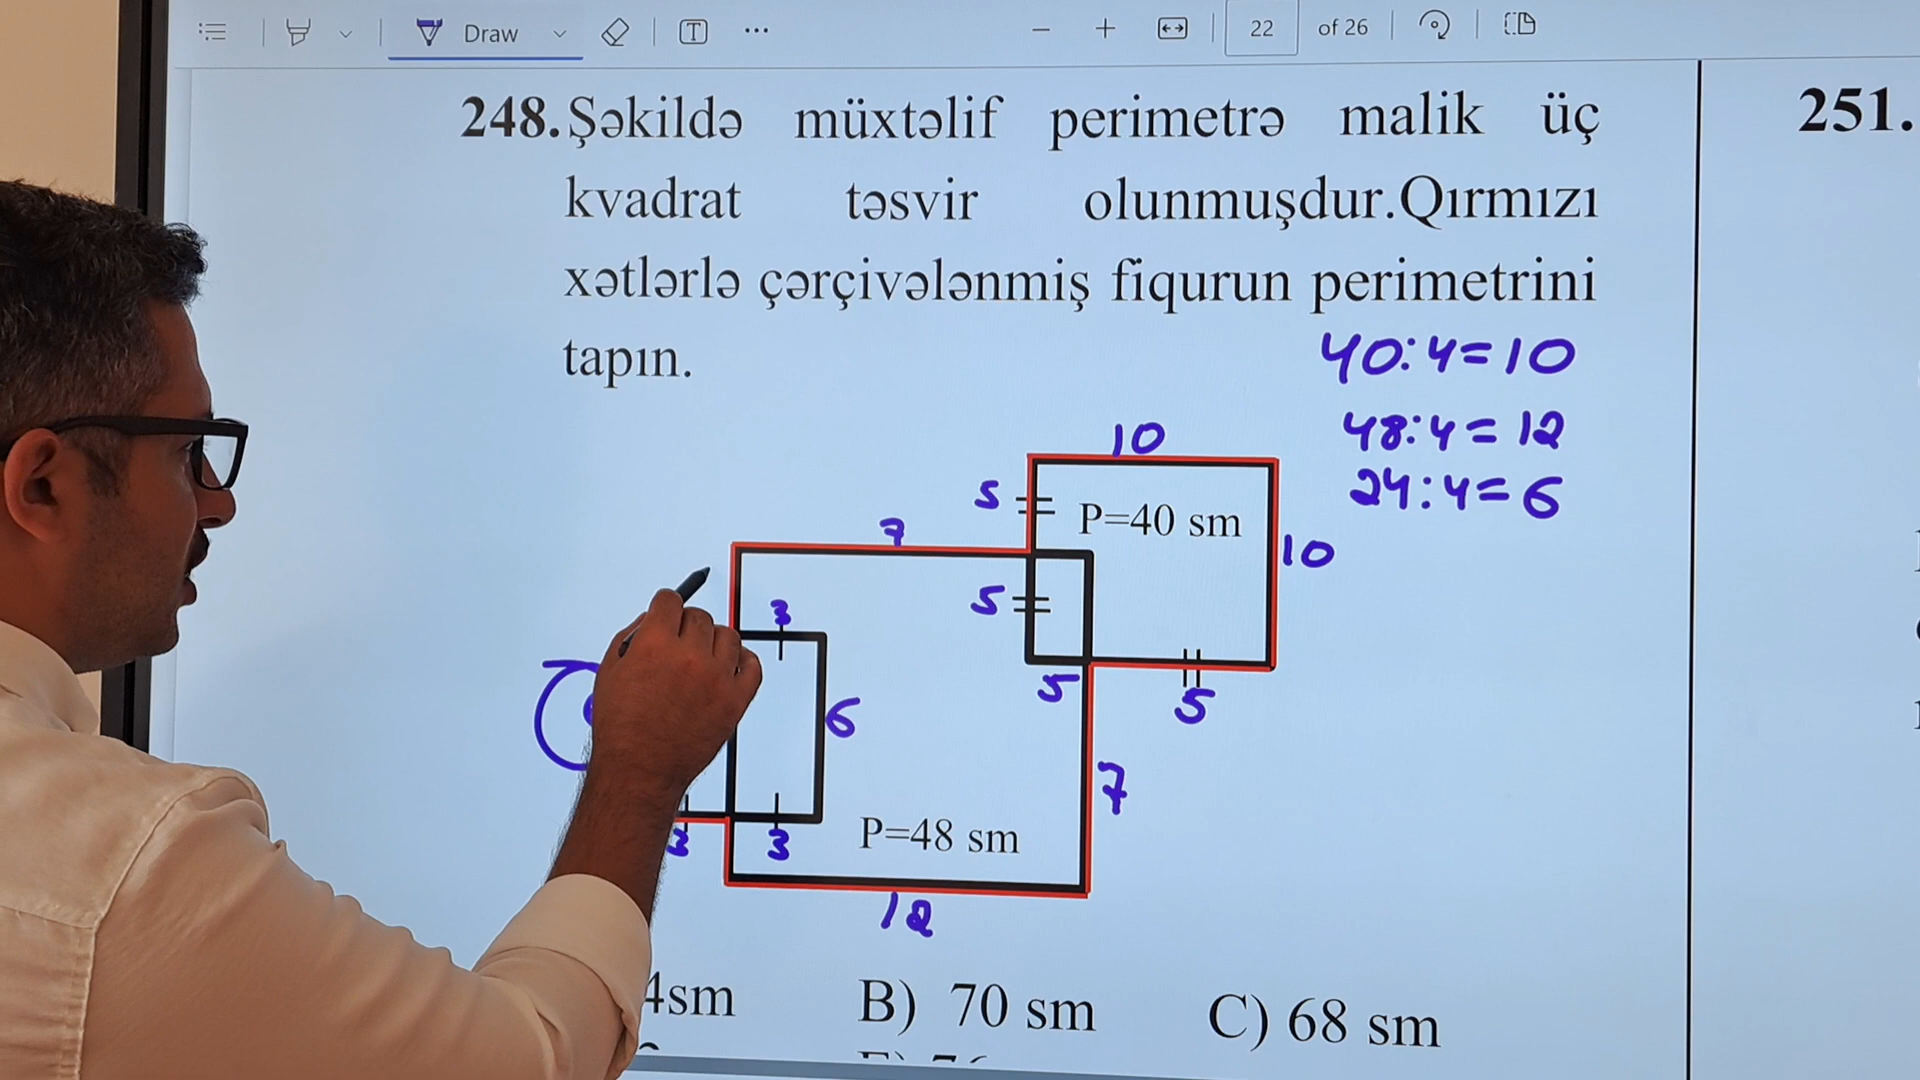 Draw
22 of 26
248. Şəkildə müxtəlif perimetrə malik üç
kvadrat təsvir olunmuşdur.Qırmızı
xətlərlə çərçivələnmiş fiqurun perimetrini
tapın.
251.
40:4=10
48:4=12
24:4=6
10
5
P=40 sm
10
7
5
3
5
5
6
7
3
3
P=48 sm
12
4sm
B) 70 sm
C) 68 sm